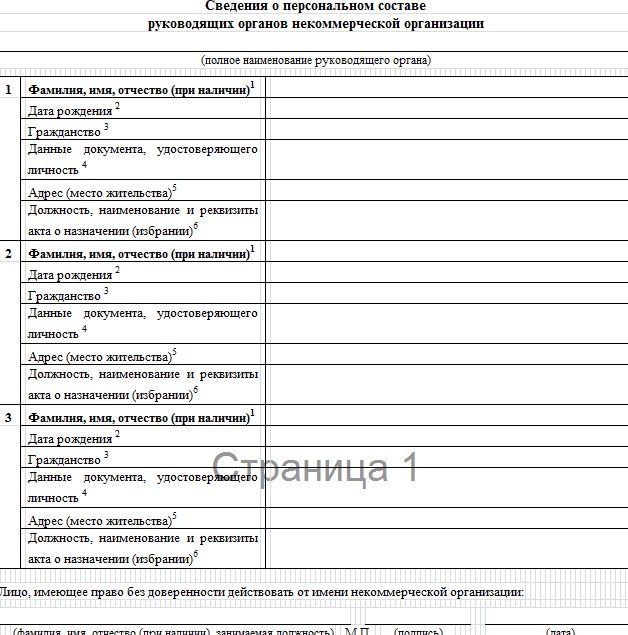 Сведения о персональном составе
руководящих органов некоммерческой организации
(полное наименование руководящего органа)
1 Фамилия, имя, отчество (при наличии)1
Дата рождения 2
Гражданство 3
Данные документа, удостоверяющего
личность 4
Адрес (место жительства)5
Должность, наименование и реквизиты
акта о назначении (избрании)6
2 Фамилия, имя, отчество (при наличии)1
Дата рождения 2
Гражданство 3
Данные документа, удостоверяющего
личность 4
Адрес (место жительства)5
Должность, наименование и реквизиты
акта о назначении (избрании)6
3 Фамилия, имя, отчество (при наличии)1
Дата рождения 2
Гражданство 3
Страница 1
Данные документа, удостоверяющего
личность 4
Адрес (место жительства)5
Должность, наименование и реквизиты
акта о назначении (избрании)6
Лицо, имеющее право без доверенности действовать от имени некоммерческой организации:
(фамилия, имя, отчество (при наличии), занимаемая должность) М.П. (подпись) (дата)